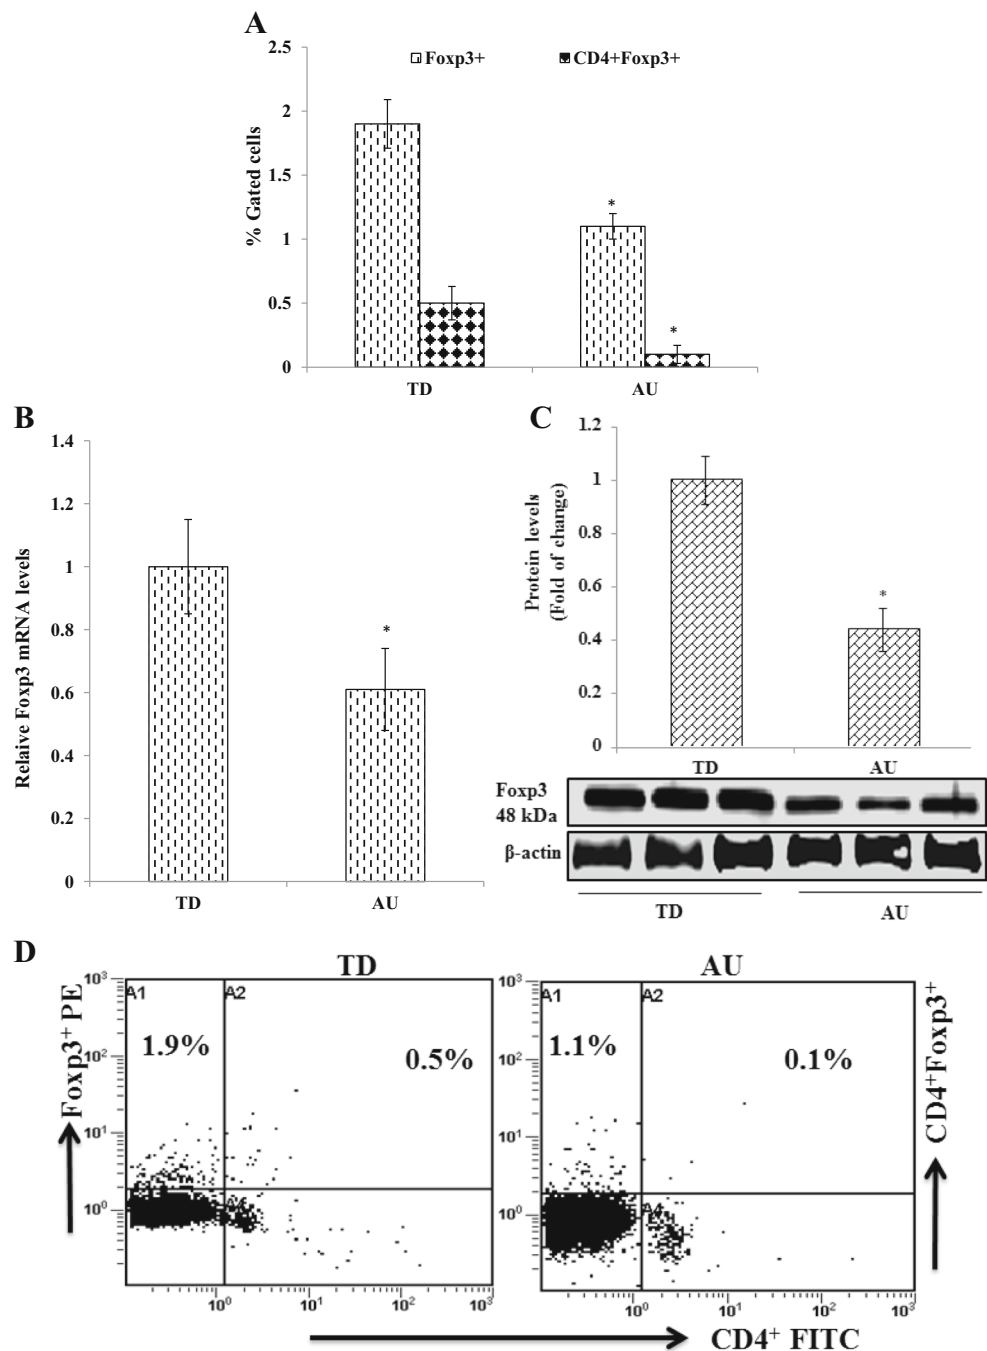 A
2.5
Foxp3+ CD4+Foxp3+
2
1.5
1
0.5
0
% Gated cells
*
*
TD AU
B
1.4
1.2
1
0.8
0.6
0.4
0.2
0
Relaive Foxp3 mRNA levels
*
TD AU
C
1.2
1
0.8
0.6
0.4
0.2
0
Protein levels
(Fold of change)
*
TD AU
Foxp3
48 kDa
β-actin
TD AU
D
TD
Foxp3+ PE
10³
10²
10¹
10⁰
A1 A2
1.9% 0.5%
10⁰ 10¹ 10² 10³
AU
10³
10²
10¹
10⁰
A1 A2
1.1% 0.1%
A4
10⁰ 10¹ 10² 10³
CD4+Foxp3+
CD4+ FITC